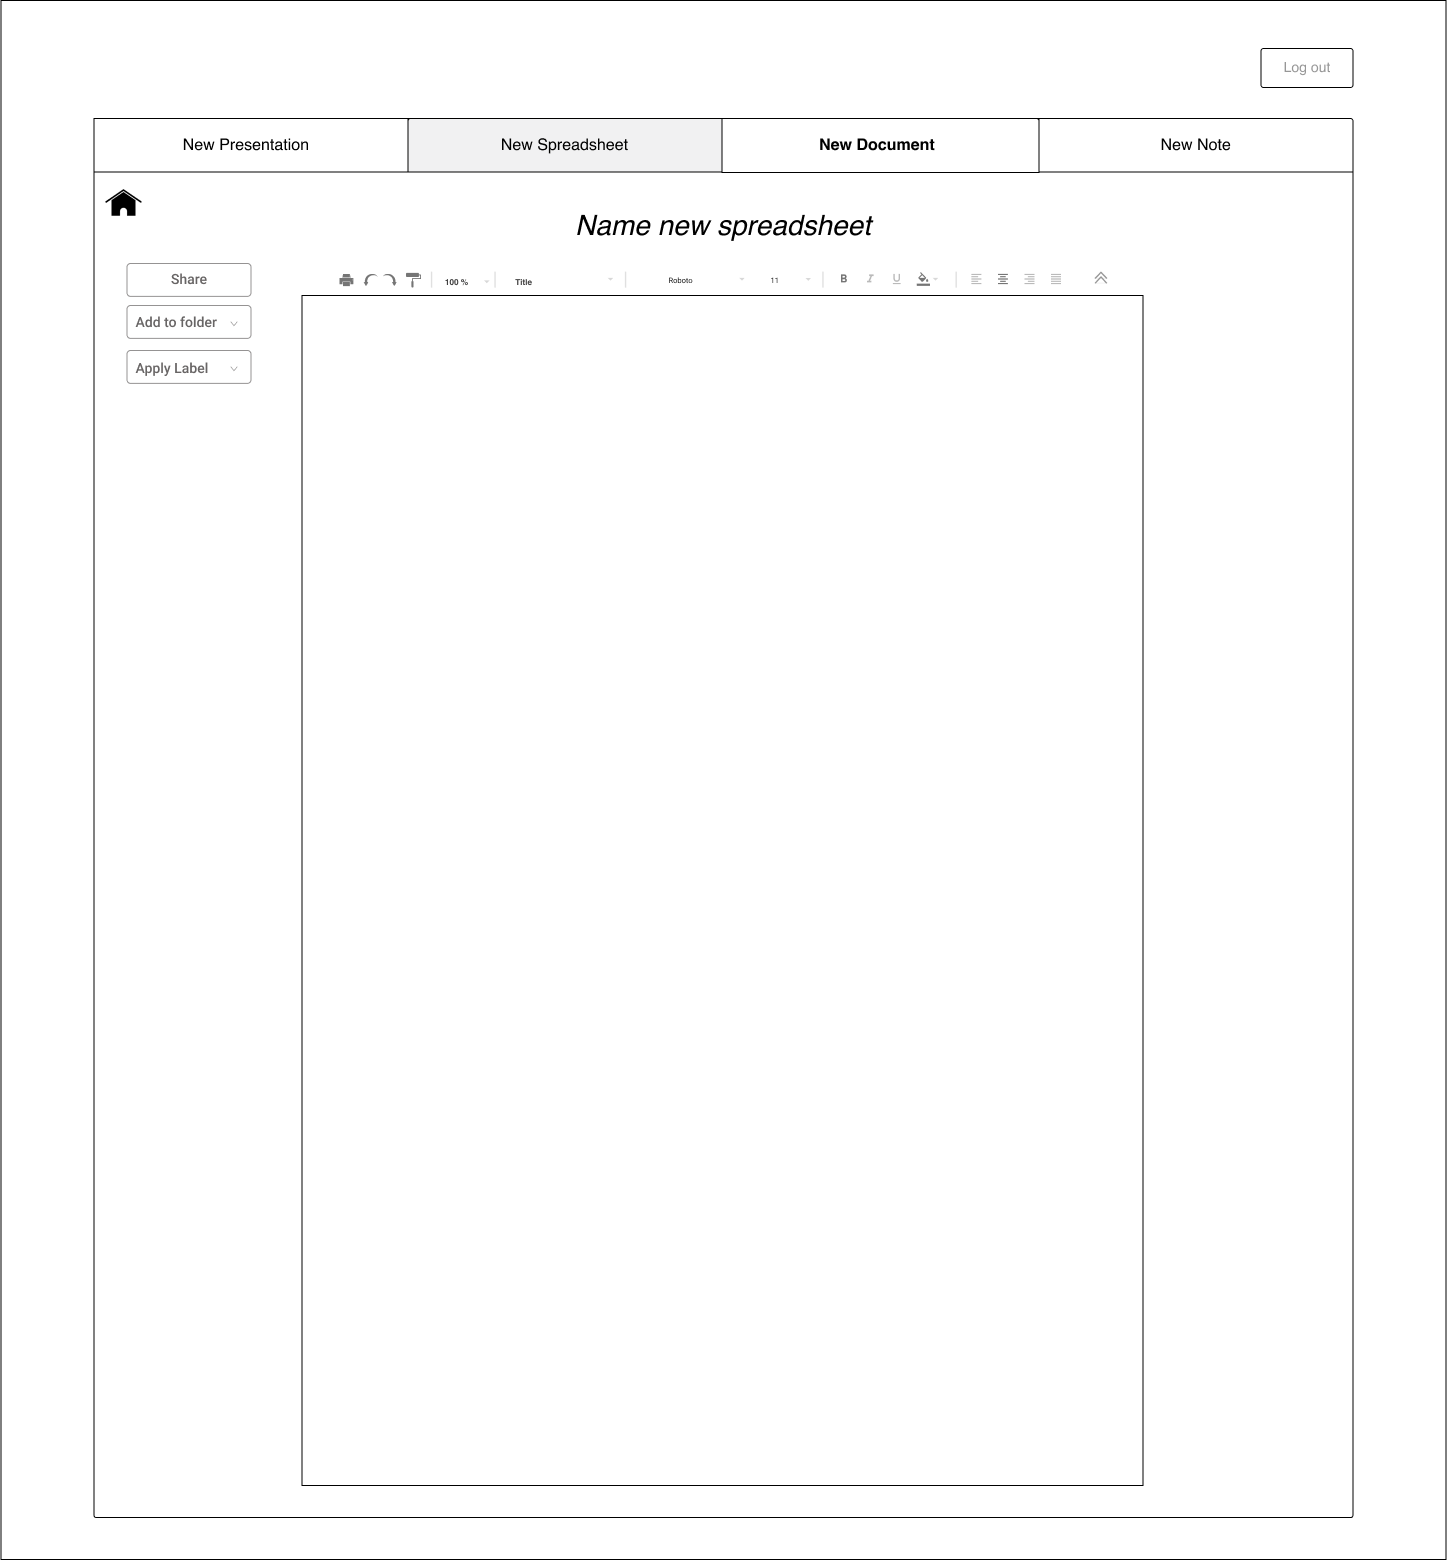 Log out
New Presentation
New Spreadsheet
New Document
New Note
Name new spreadsheet
Share
100 %
Title
Roboto
11
B
I
U
Add to folder
Apply Label